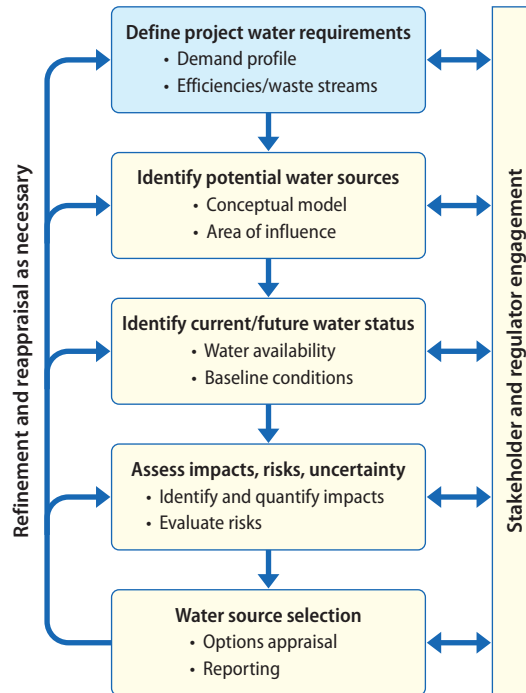 Define project water requirements
• Demand profile
• Efficiencies/waste streams
Identify potential water sources
• Conceptual model
• Area of influence
Identify current/future water status
• Water availability
• Baseline conditions
Assess impacts, risks, uncertainty
• Identify and quantify impacts
• Evaluate risks
Water source selection
• Options appraisal
• Reporting
Refinement and reappraisal as necessary
Stakeholder and regulator engagement